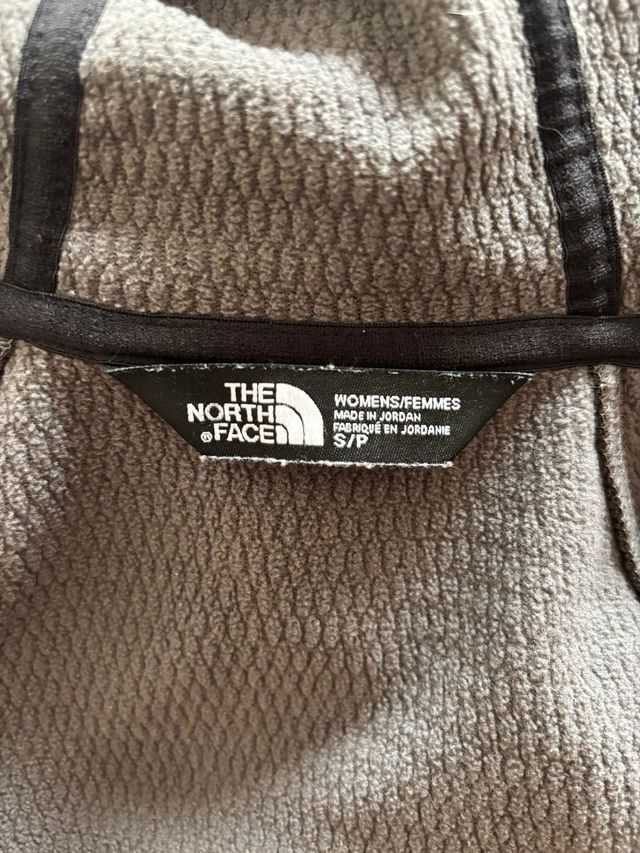 THE
NORTH
® FACE
WOMENS/FEMMES
MADE IN JORDAN
FABRIQUÉ EN JORDANIE
S/P